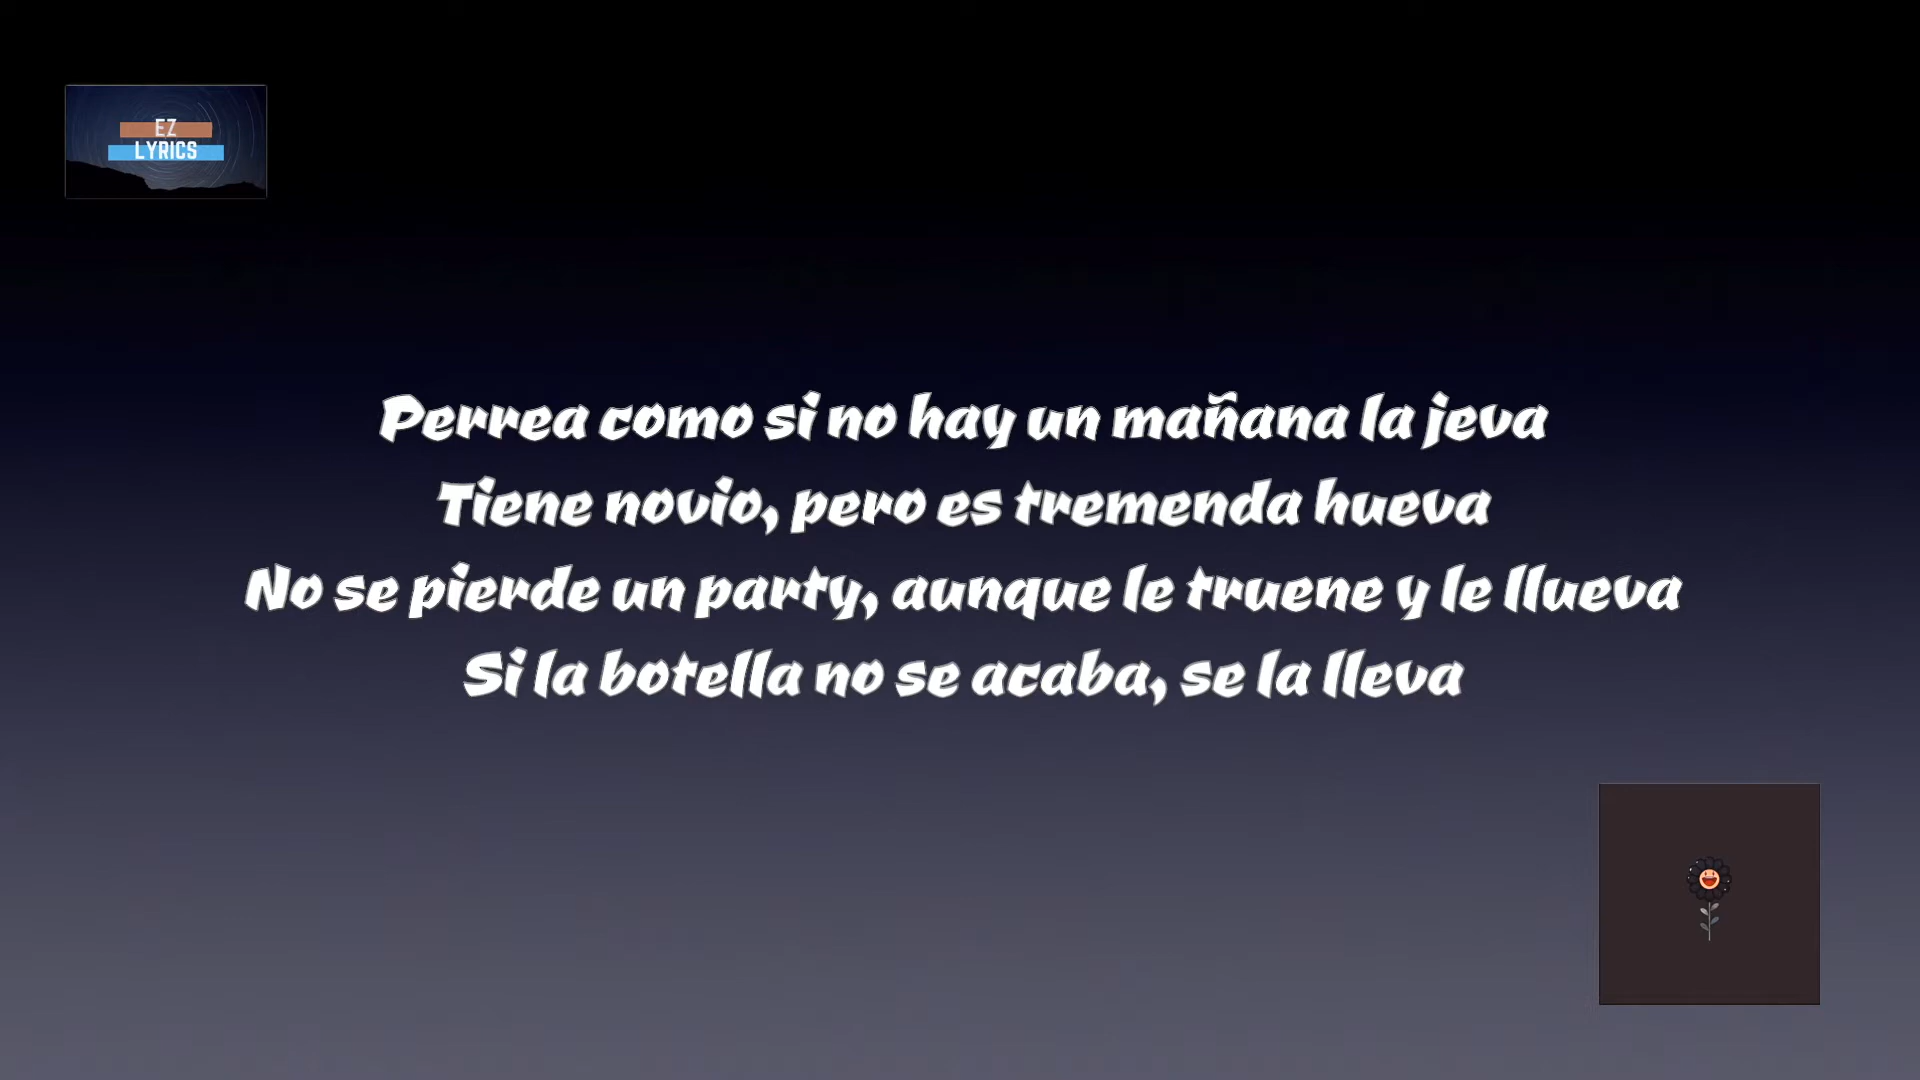 EZ
LYRICS
Perrea como si no hay un mañana la jeva
Tiene novio, pero es tremenda hueva
No se pierde un party, aunque le truene y le llueva
Si la botella no se acaba, se la lleva